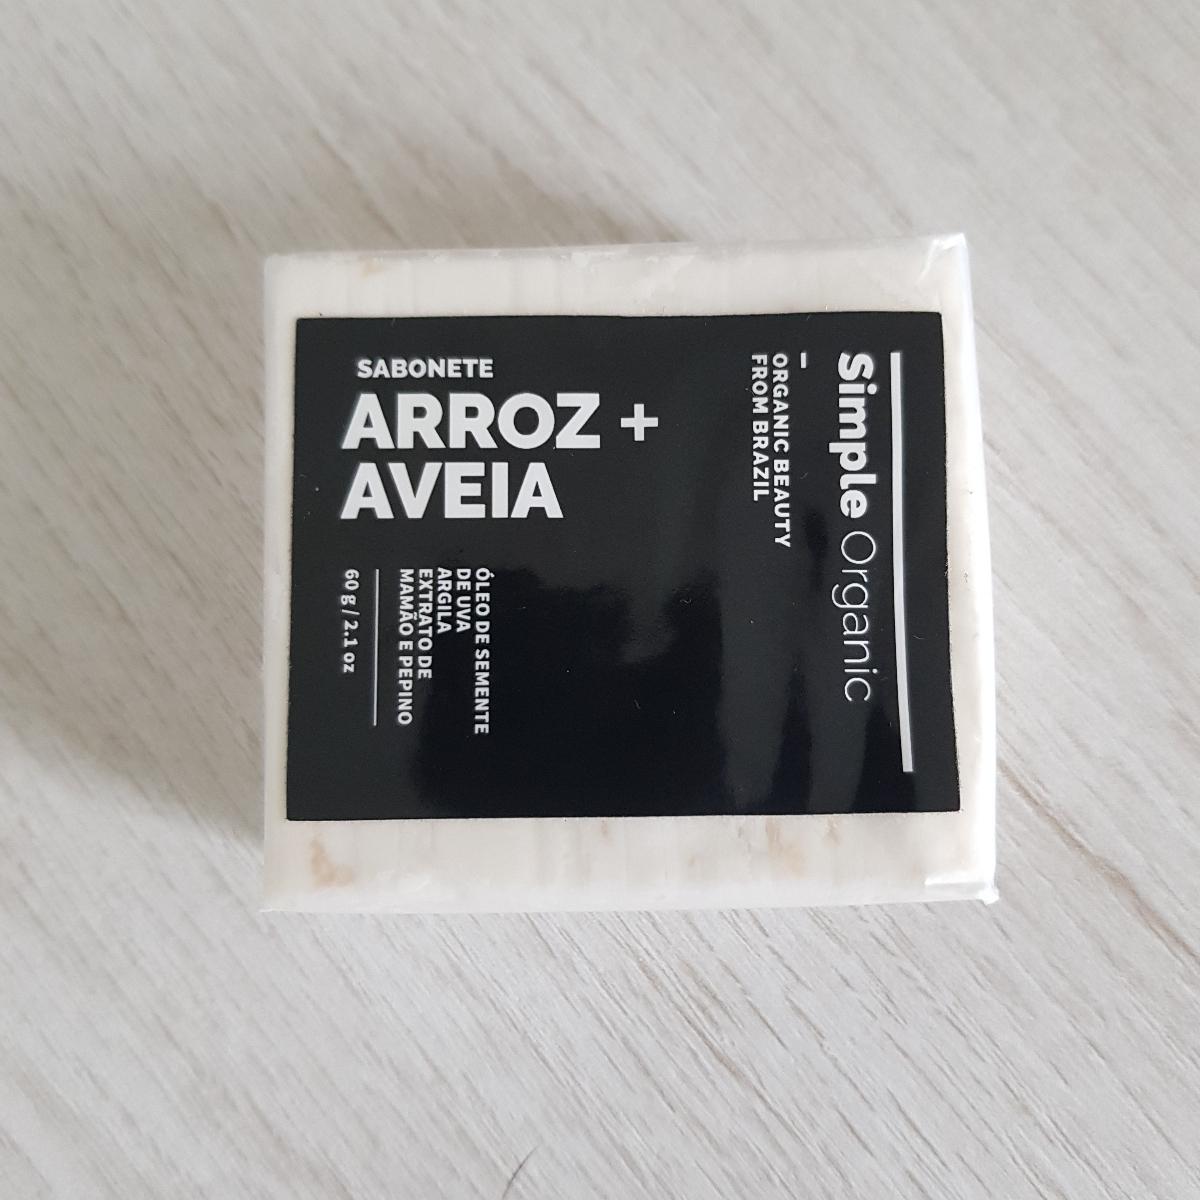 SABONETE
ARROZ +
AVEIA
Simple Organic
ORGANIC BEAUTY
FROM BRAZIL
ÓLEO DE SEMENTE
DE UVA
ARGILA
EXTRATO DE
MAMÃO E PEPINO
60 g / 2.1 oz